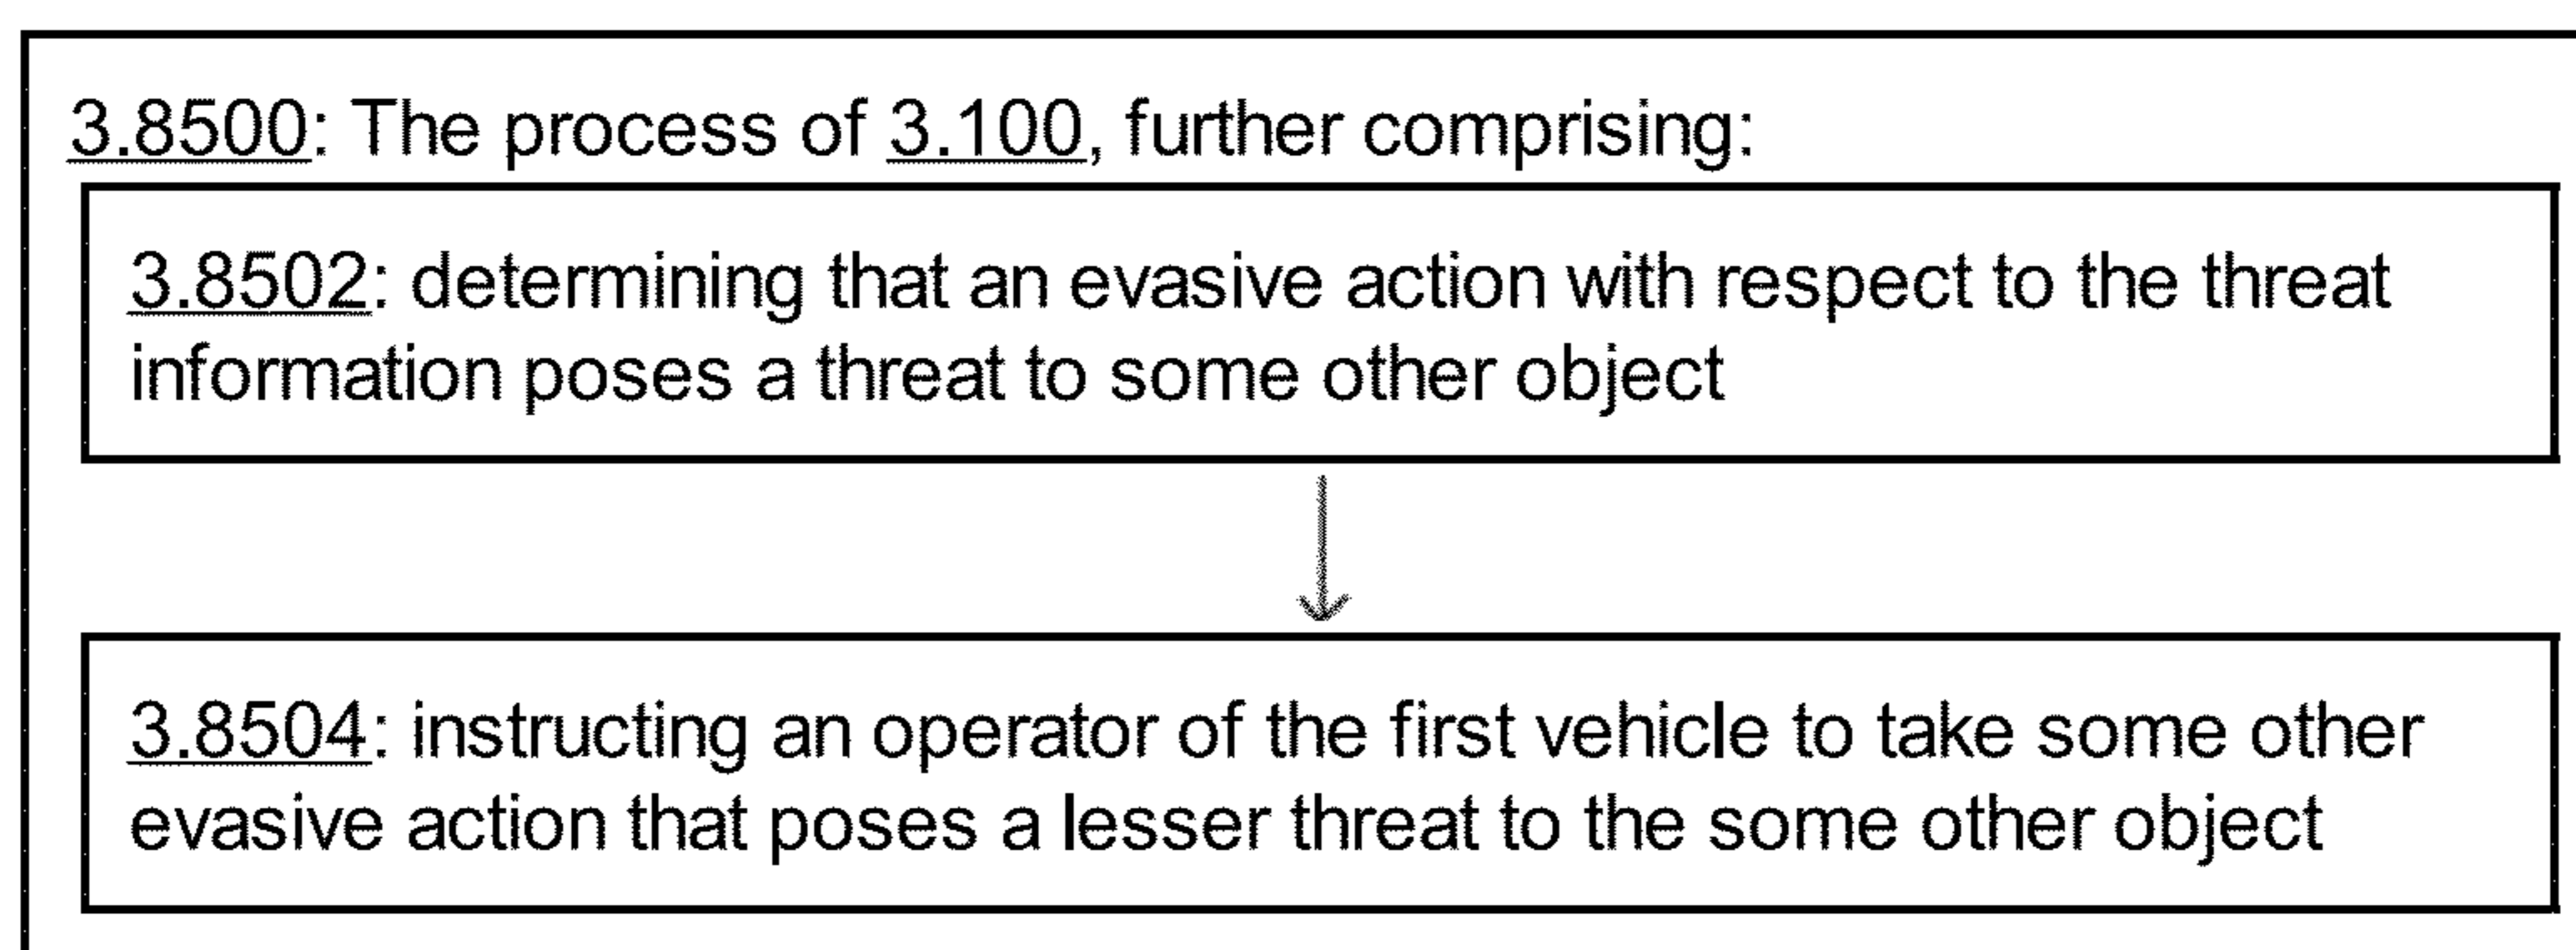 3.8500: The process of 3.100, further comprising:
3.8502: determining that an evasive action with respect to the threat
information poses a threat to some other object
3.8504: instructing an operator of the first vehicle to take some other
evasive action that poses a lesser threat to the some other object